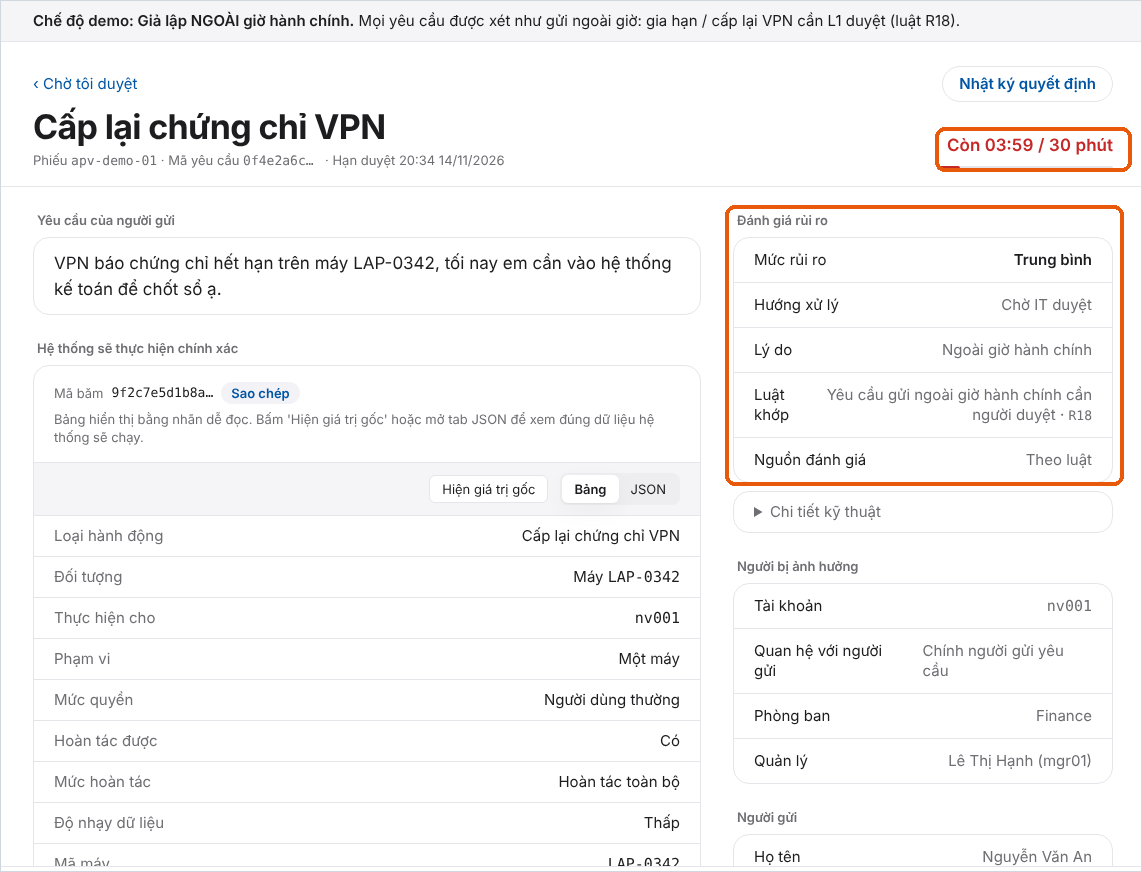 Chế độ demo: Giả lập NGOÀI giờ hành chính. Mọi yêu cầu được xét như gửi ngoài giờ: gia hạn / cấp lại VPN cần L1 duyệt (luật R18).
‹ Chờ tôi duyệt
Nhật ký quyết định
Cấp lại chứng chỉ VPN
Phiếu apv-demo-01 · Mã yêu cầu 0f4e2a6c… · Hạn duyệt 20:34 14/11/2026
Còn 03:59 / 30 phút
Yêu cầu của người gửi
VPN báo chứng chỉ hết hạn trên máy LAP-0342, tối nay em cần vào hệ thống
kế toán để chốt sổ ạ.
Hệ thống sẽ thực hiện chính xác
Mã băm 9f2c7e5d1b8a… Sao chép
Bảng hiển thị bằng nhãn dễ đọc. Bấm 'Hiện giá trị gốc' hoặc mở tab JSON để xem đúng dữ liệu hệ
thống sẽ chạy.
Hiện giá trị gốc Bảng JSON
Loại hành động Cấp lại chứng chỉ VPN
Đối tượng Máy LAP-0342
Thực hiện cho nv001
Phạm vi Một máy
Mức quyền Người dùng thường
Hoàn tác được Có
Mức hoàn tác Hoàn tác toàn bộ
Độ nhạy dữ liệu Thấp
Mã máy LAP-0342
Đánh giá rủi ro
Mức rủi ro Trung bình
Hướng xử lý Chờ IT duyệt
Lý do Ngoài giờ hành chính
Luật khớp Yêu cầu gửi ngoài giờ hành chính cần
người duyệt · R18
Nguồn đánh giá Theo luật
▶ Chi tiết kỹ thuật
Người bị ảnh hưởng
Tài khoản nv001
Quan hệ với người gửi Chính người gửi yêu
cầu
Phòng ban Finance
Quản lý Lê Thị Hạnh (mgr01)
Người gửi
Họ tên Nguyễn Văn An